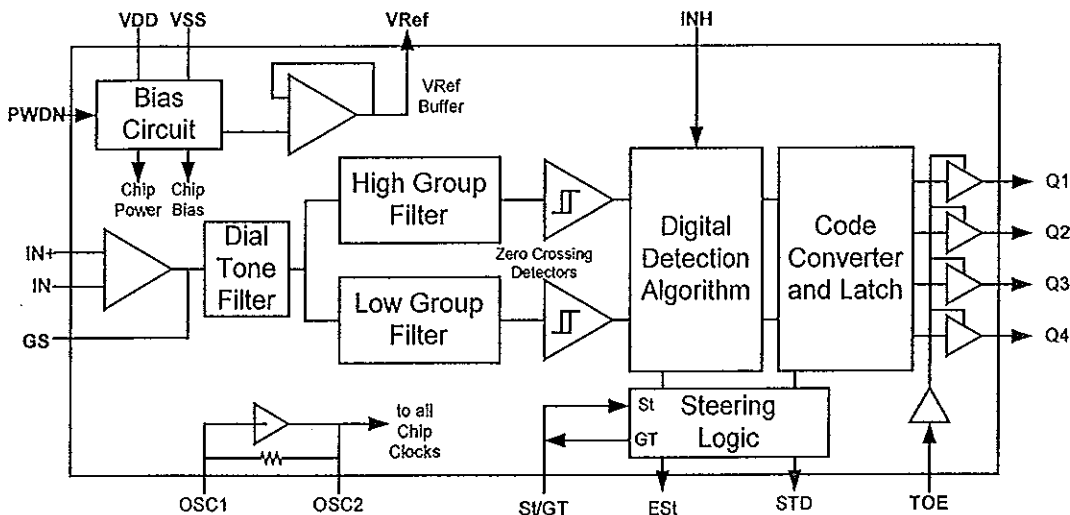 VDD
VSS
VRef
INH
PWDN
Bias
Circuit
VRef
Buffer
Chip
Power
Chip
Bias
High Group
Filter
Digital
Detection
Algorithm
Code
Converter
and Latch
Q1
Q2
Q3
Q4
IN+
IN
GS
Dial
Tone
Filter
Zero Crossing
Detectors
Low Group
Filter
to all
Chip
Clocks
St
GT
Steering
Logic
OSC1
OSC2
St/GT
ESt
STD
TOE